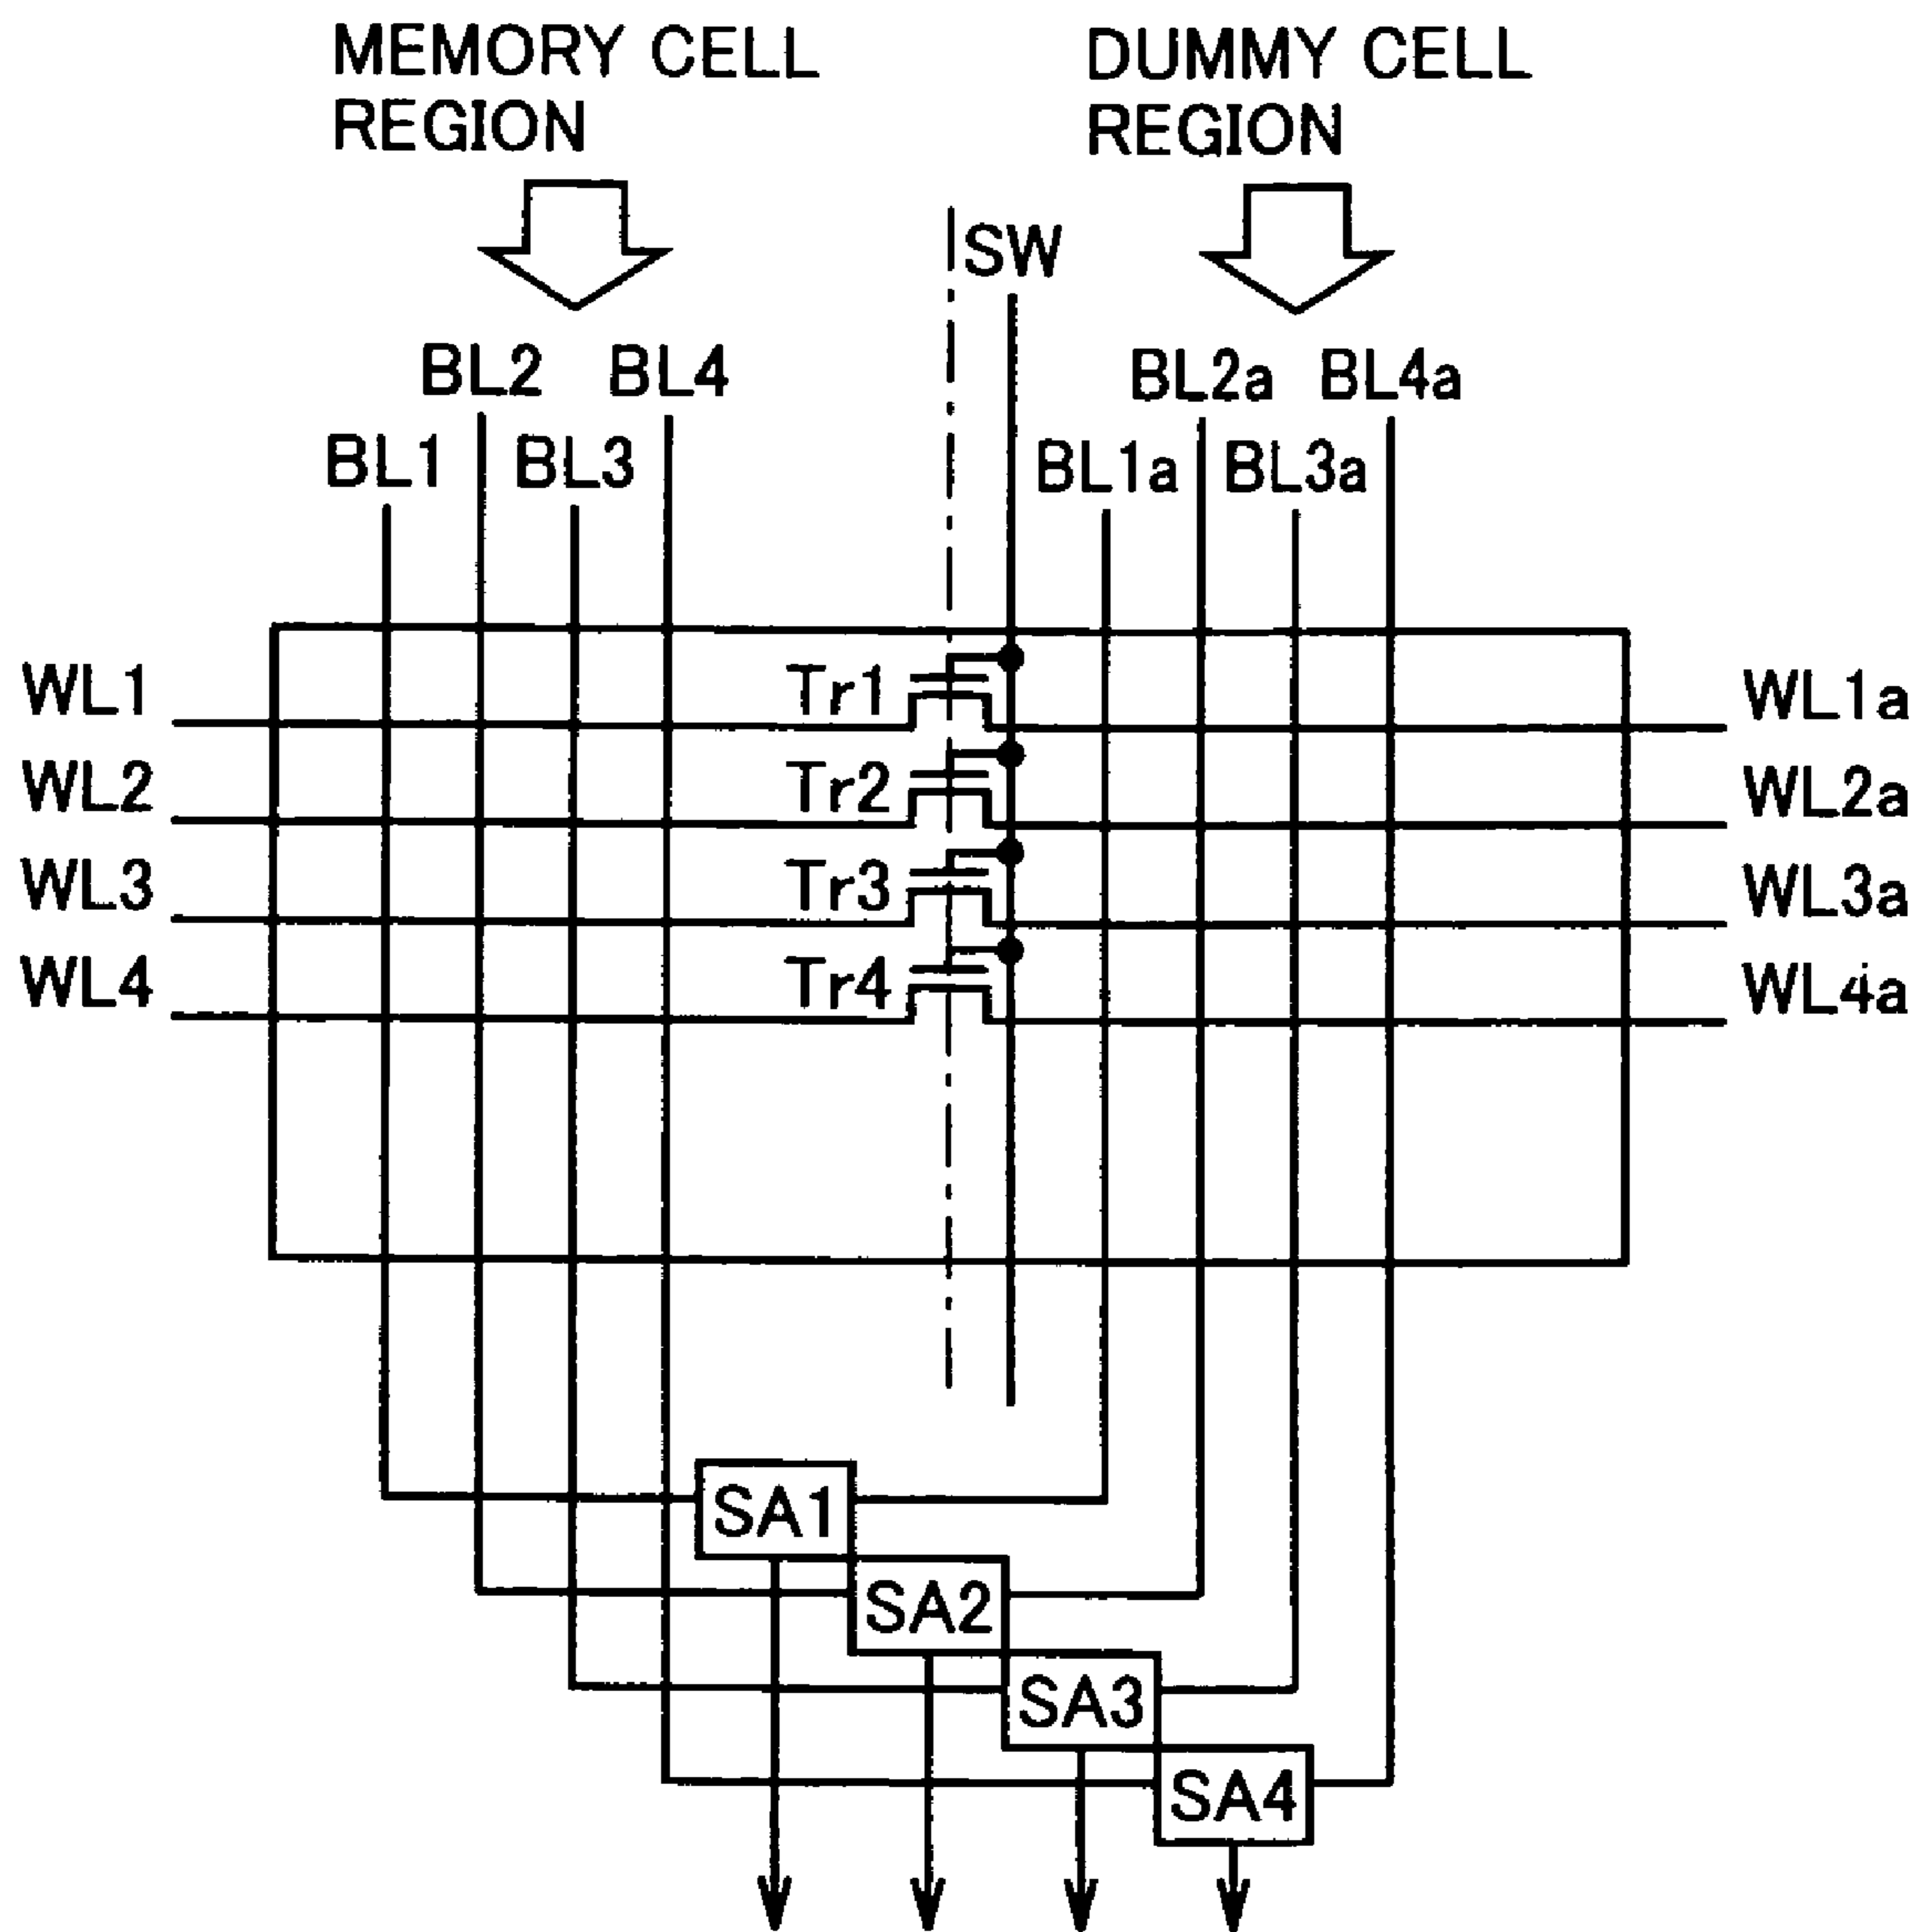 MEMORY CELL
REGION
DUMMY CELL
REGION
SW
BL2 BL4
BL2a BL4a
BL1 BL3
BL1a BL3a
WL1
Tr1
WL1a
WL2
Tr2
WL2a
WL3
Tr3
WL3a
WL4
Tr4
WL4a
SA1
SA2
SA3
SA4